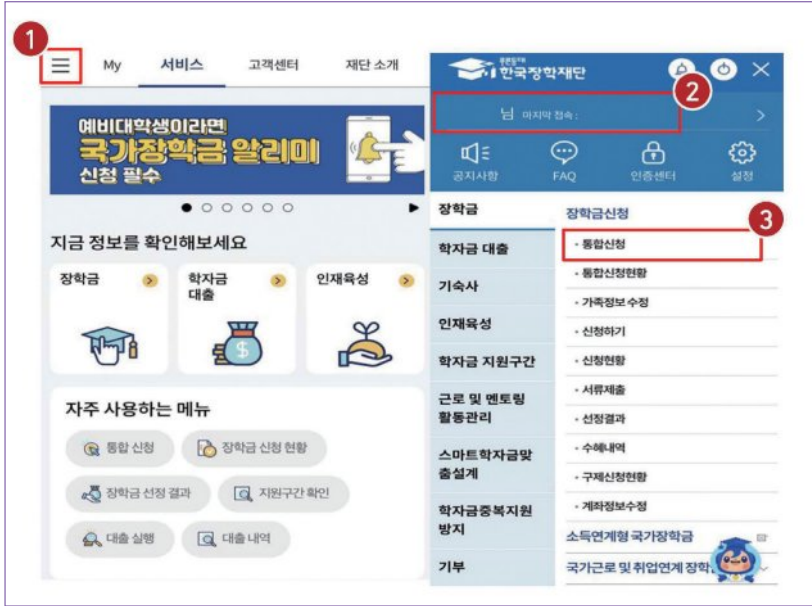 1
My 서비스 고객센터 재단 소개
예비대학생이라면
국가장학금 알리미
신청 필수
지금 정보를 확인해보세요
장학금
학자금
대출
인재육성
자주 사용하는 메뉴
통합 신청
장학금 신청 현황
장학금 선정 결과
지원구간 확인
대출 실행
대출 내역
한국장학재단
2
님 마지막 접속 :
공지사항
FAQ
인증센터
설정
장학금
학자금 대출
기숙사
인재육성
학자금 지원구간
근로 및 멘토링
활동관리
스마트학자금맞
춤설계
학자금중복지원
방지
기부
장학금신청
3
· 통합신청
· 통합신청현황
· 가족정보 수정
· 신청하기
· 신청현황
· 서류제출
· 선정결과
· 수혜내역
· 구제신청현황
· 계좌정보수정
소득연계형 국가장학금
국가근로 및 취업연계 장학